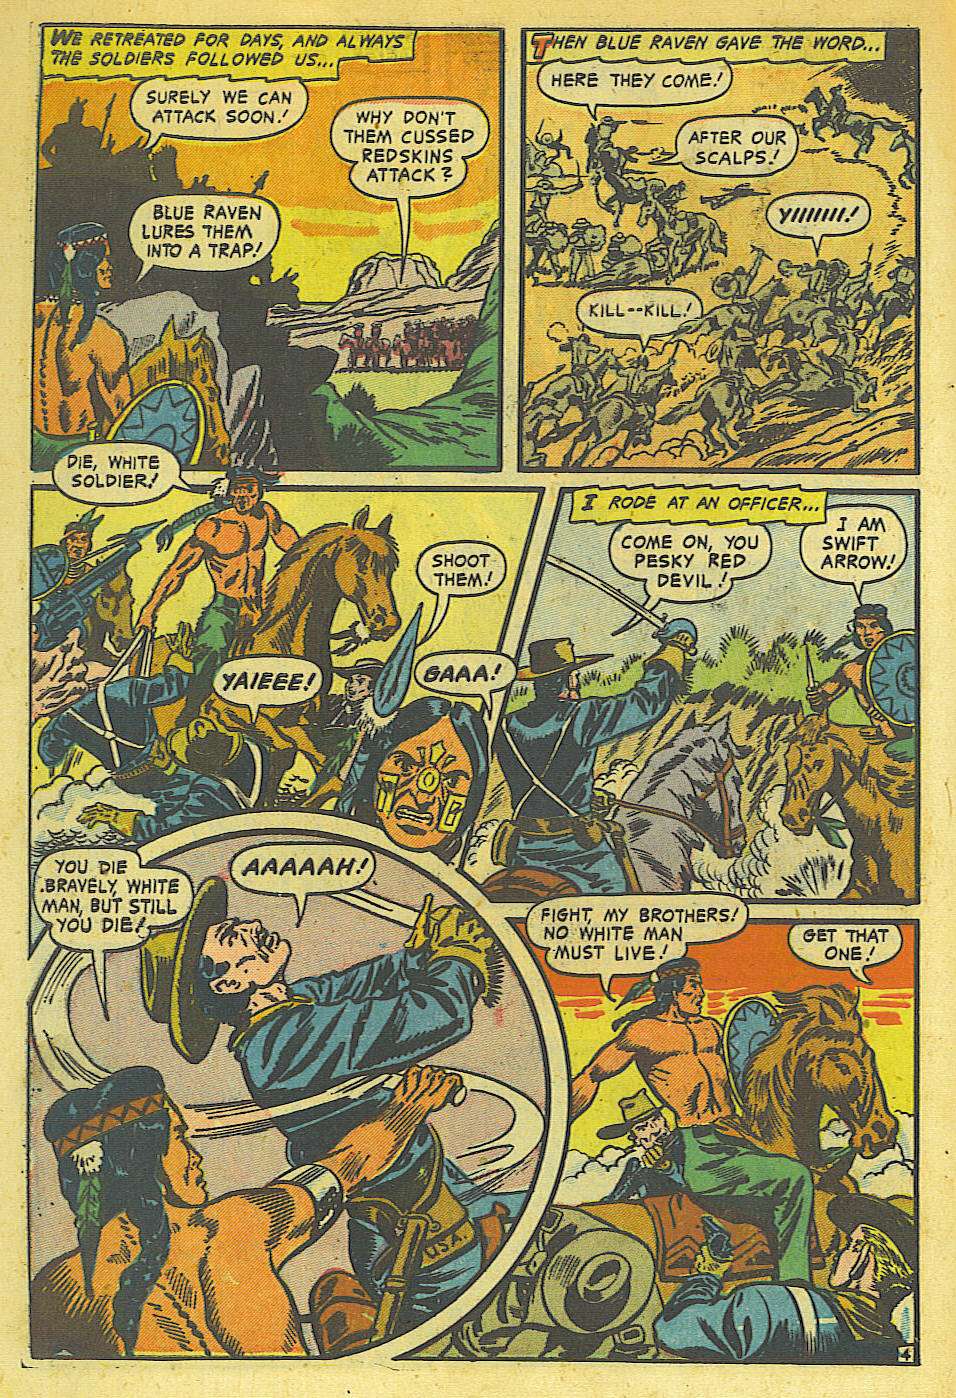 WE RETREATED FOR DAYS, AND ALWAYS
THE SOLDIERS FOLLOWED US...
SURELY WE CAN
ATTACK SOON!
WHY DON'T
THEM CUSSED
REDSKINS
ATTACK?
BLUE RAVEN
LURES THEM
INTO A TRAP!
THEN BLUE RAVEN GAVE THE WORD...
HERE THEY COME!
AFTER OUR
SCALPS!
YIIIIIII!
KILL--KILL!
DIE, WHITE
SOLDIER!
SHOOT
THEM!
YAIEEE!
GAAA!
I RODE AT AN OFFICER...
COME ON, YOU
PESKY RED
DEVIL!
I AM
SWIFT
ARROW!
YOU DIE
BRAVELY, WHITE
MAN, BUT STILL
YOU DIE!
AAAAAH!
U.S.A.
FIGHT, MY BROTHERS!
NO WHITE MAN
MUST LIVE!
GET THAT
ONE!
4